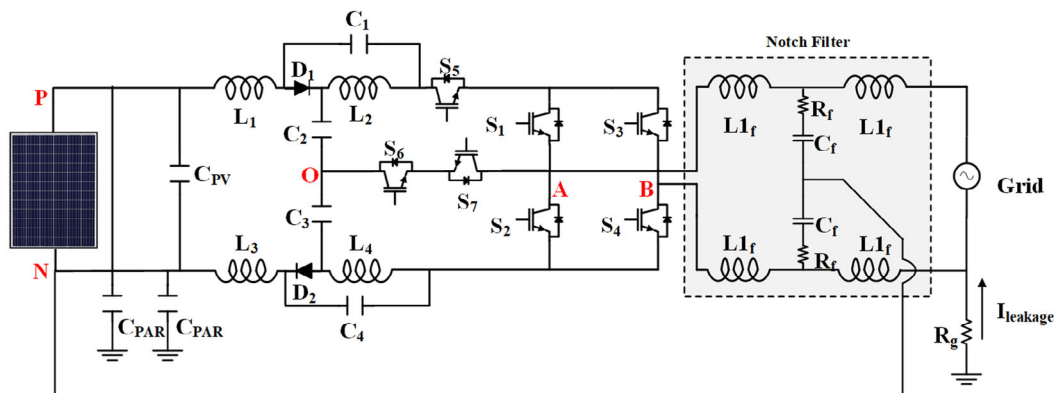 C1
Notch Filter
P
D1
S5
L1
L2
Rf
L1f
L1f
C2
S1
S3
Cf
CPV
S6
O
A
B
Grid
S7
C3
S2
S4
Cf
L3
L4
L1f
L1f
N
Rf
D2
CPAR
CPAR
C4
Ileakage
Rg